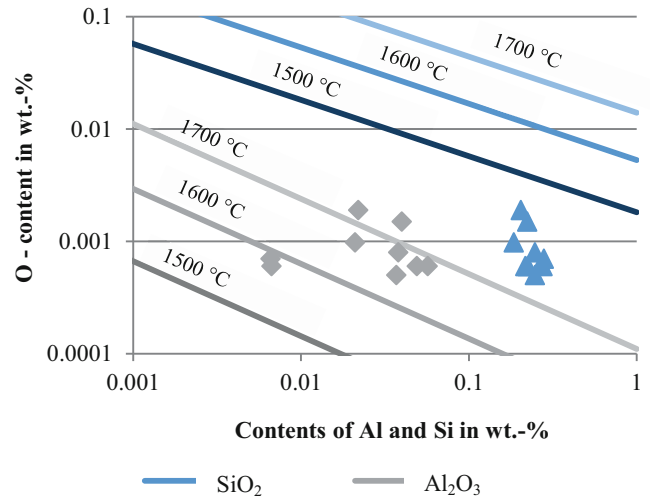 0.1
0.01
0.001
0.0001
O - content in wt.-%
1700 °C
1600 °C
1500 °C
1700 °C
1600 °C
1500 °C
0.001 0.01 0.1 1
Contents of Al and Si in wt.-%
SiO₂ Al₂O₃